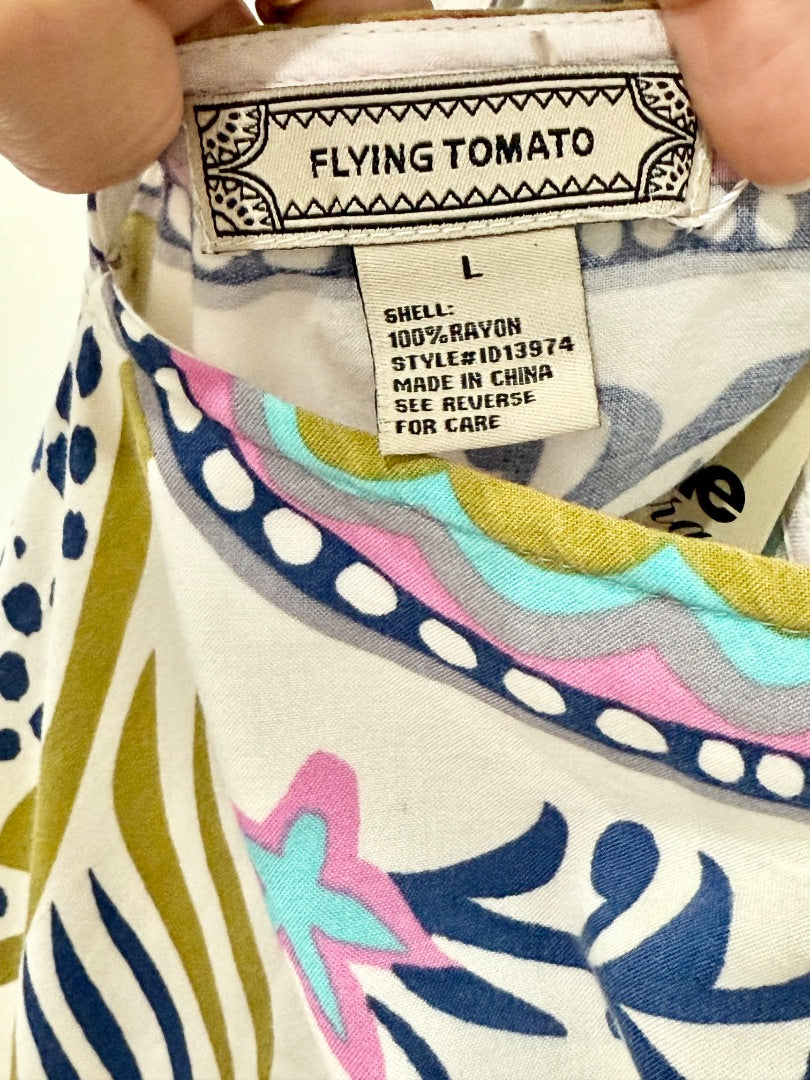 FLYING TOMATO
L
SHELL:
100%RAYON
STYLE#ID13974
MADE IN CHINA
SEE REVERSE
FOR CARE
e